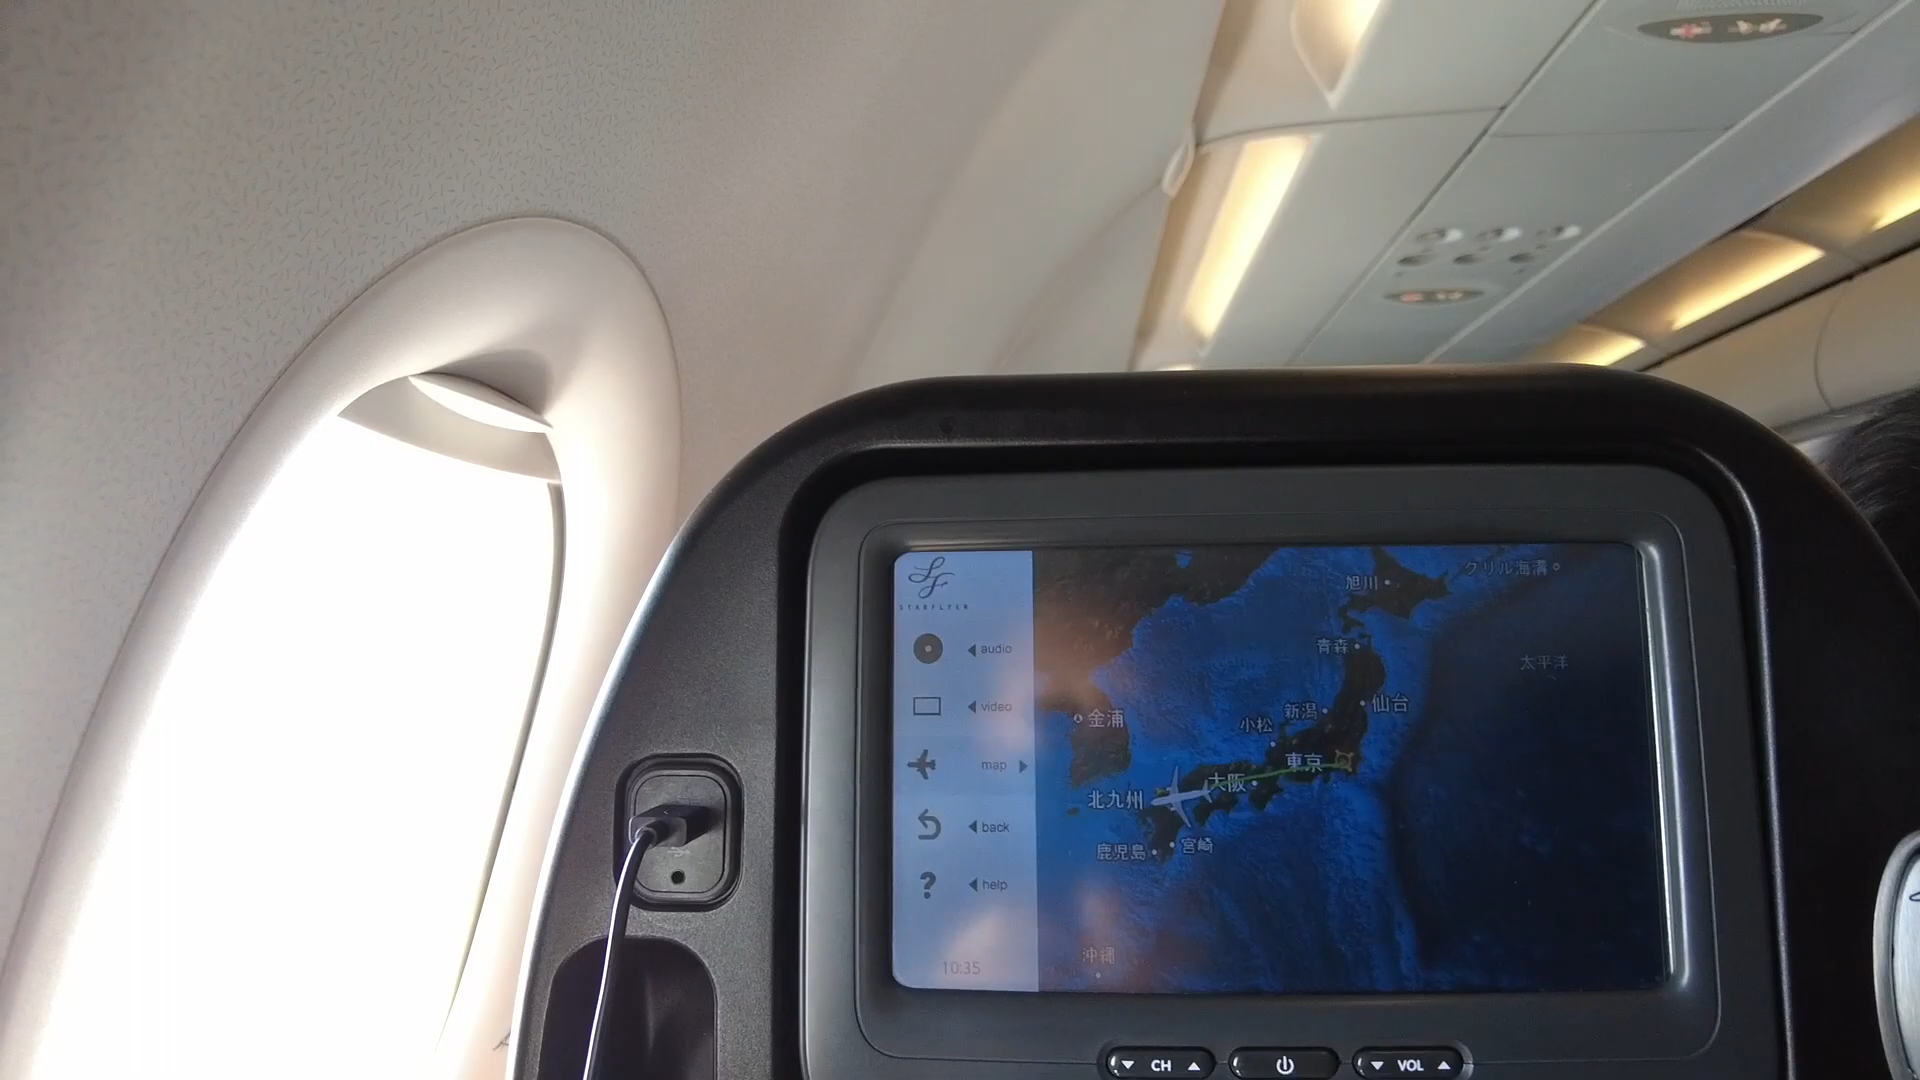 STARFLYER
audio
video
map
back
help
10:35
旭川
クリル海溝
青森
太平洋
金浦
仙台
新潟
小松
東京
大阪
北九州
宮崎
鹿児島
沖縄
CH
VOL